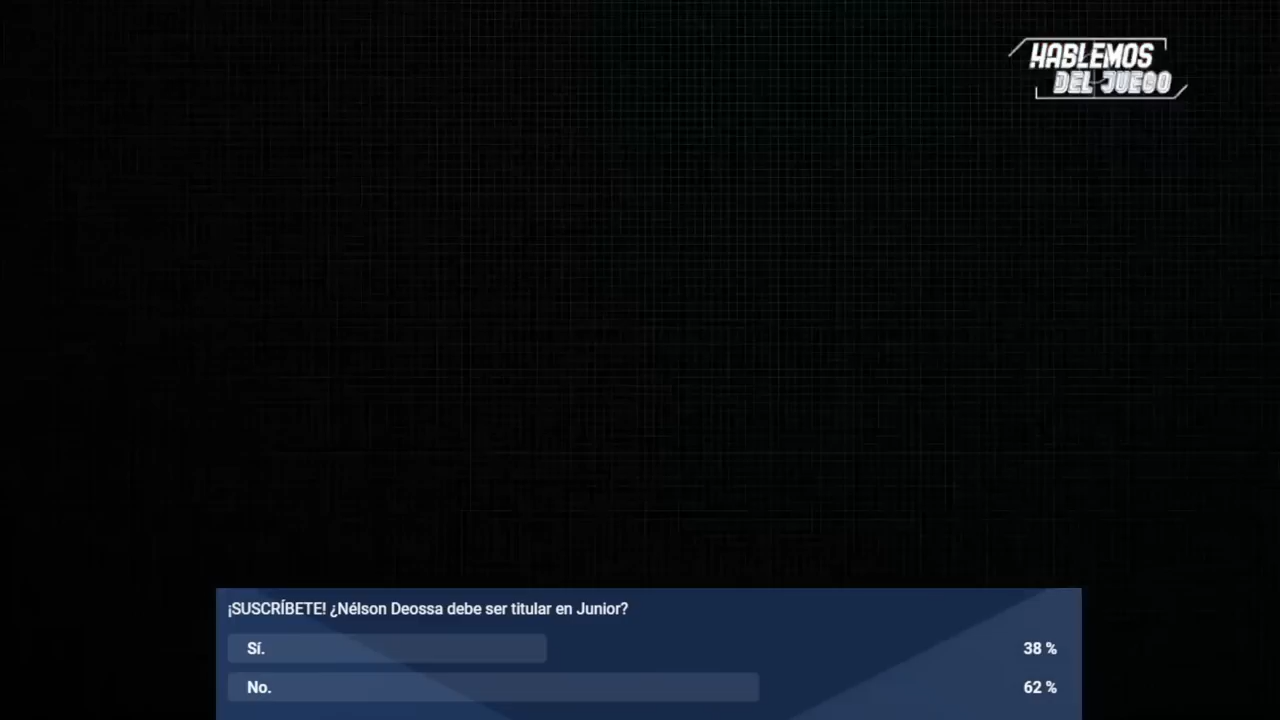 HABLEMOS
DEL JUEGO
¡SUSCRÍBETE! ¿Nélson Deossa debe ser titular en Junior?
Sí. 38 %
No. 62 %